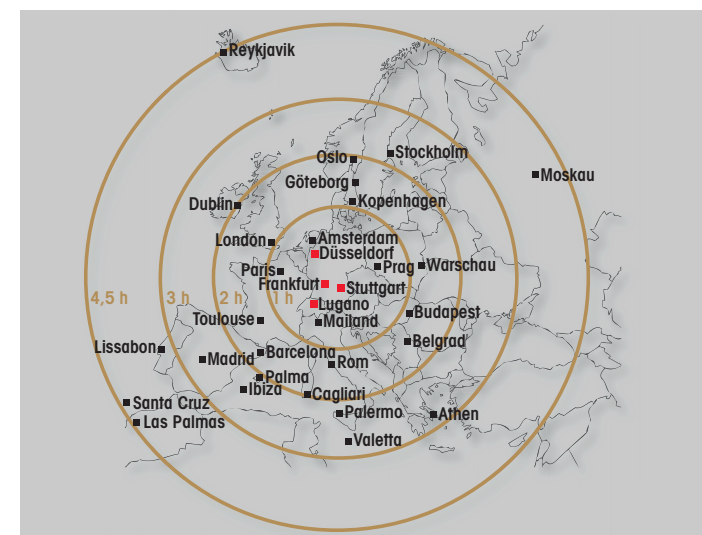 Reykjavik
Oslo
Stockholm
Göteborg
Moskau
Dublin
Kopenhagen
London
Amsterdam
Düsseldorf
Paris
Prag
Warschau
Frankfurt
Stuttgart
4,5 h
3 h
2 h
1 h
Lugano
Toulouse
Mailand
Budapest
Lissabon
Belgrad
Madrid
Barcelona
Rom
Palma
Ibiza
Cagliari
Santa Cruz
Palermo
Athen
Las Palmas
Valetta